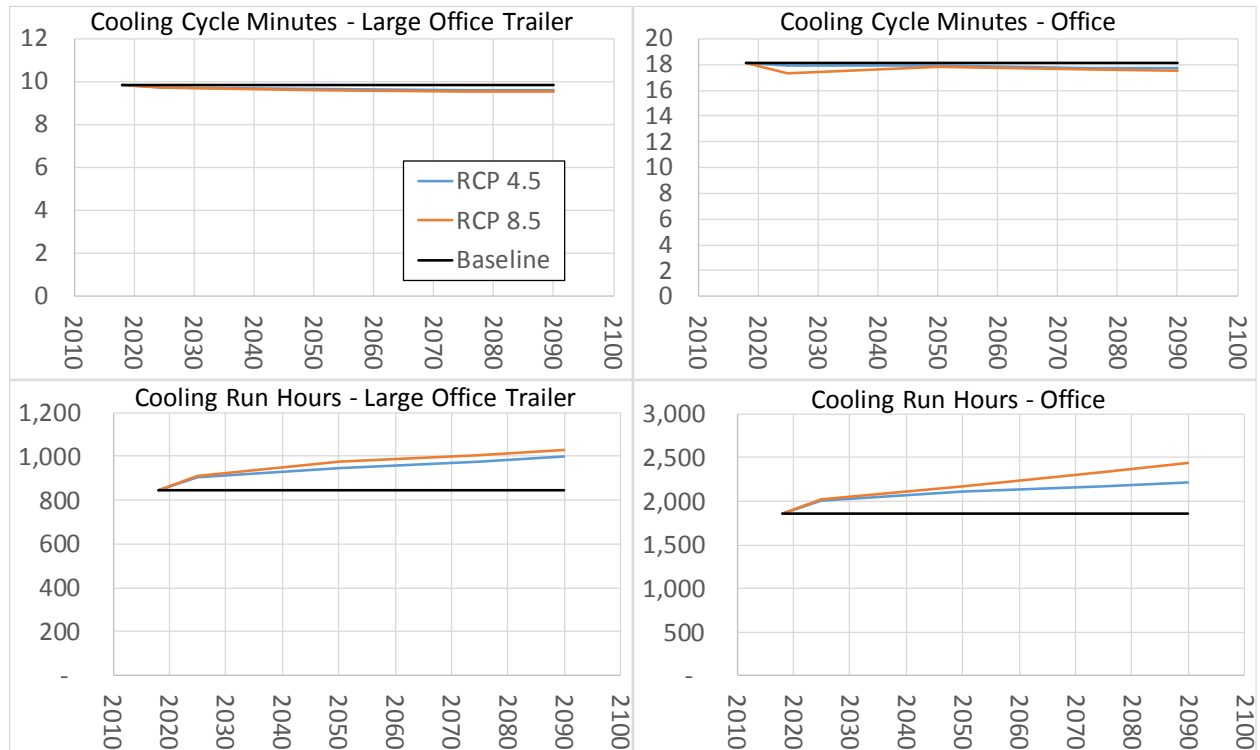 Cooling Cycle Minutes - Large Office Trailer
12
10
8
6
4
2
0
RCP 4.5
RCP 8.5
Baseline
2010 2020 2030 2040 2050 2060 2070 2080 2090 2100
Cooling Cycle Minutes - Office
20
18
16
14
12
10
8
6
4
2
0
2010 2020 2030 2040 2050 2060 2070 2080 2090 2100
Cooling Run Hours - Large Office Trailer
1,200
1,000
800
600
400
200
-
2010 2020 2030 2040 2050 2060 2070 2080 2090 2100
Cooling Run Hours - Office
3,000
2,500
2,000
1,500
1,000
500
-
2010 2020 2030 2040 2050 2060 2070 2080 2090 2100